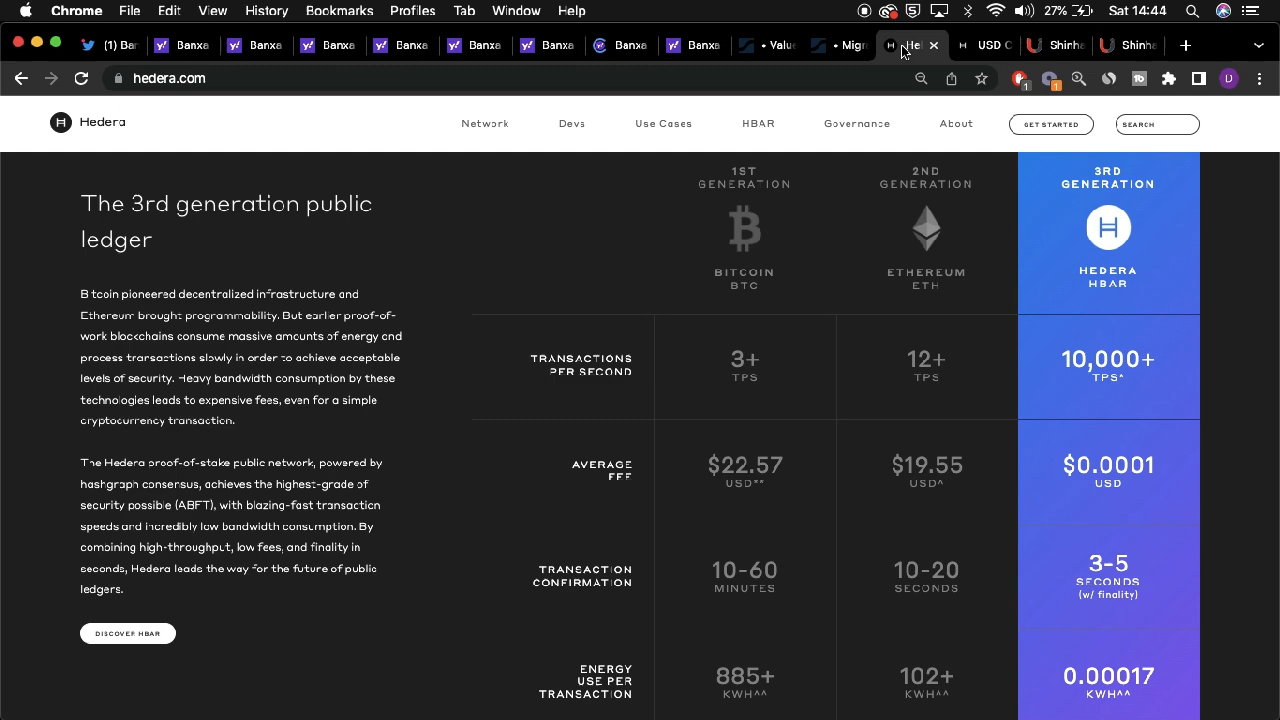 Chrome File Edit View History Bookmarks Profiles Tab Window Help 27% Sat 14:44
(1) Bar Banxa Banxa Banxa Banxa Banxa Banxa Banxa Banxa • Valu • Migr Hed USD C Shinha Shinha
hedera.com
Hedera Network Devs Use Cases HBAR Governance About GET STARTED SEARCH
The 3rd generation public
ledger
Bitcoin pioneered decentralized infrastructure and
Ethereum brought programmability. But earlier proof-of-
work blockchains consume massive amounts of energy and
process transactions slowly in order to achieve acceptable
levels of security. Heavy bandwidth consumption by these
technologies leads to expensive fees, even for a simple
cryptocurrency transaction.
The Hedera proof-of-stake public network, powered by
hashgraph consensus, achieves the highest-grade of
security possible (ABFT), with blazing-fast transaction
speeds and incredibly low bandwidth consumption. By
combining high-throughput, low fees, and finality in
seconds, Hedera leads the way for the future of public
ledgers.
DISCOVER HBAR
1ST 2ND 3RD
GENERATION GENERATION GENERATION
BITCOIN ETHEREUM HEDERA
BTC ETH HBAR
TRANSACTIONS
PER SECOND
3+ 12+ 10,000+
TPS TPS TPS*
AVERAGE
FEE
$22.57 $19.55 $0.0001
USD** USD^ USD
TRANSACTION
CONFIRMATION
10-60 10-20 3-5
MINUTES SECONDS SECONDS
(w/ finality)
ENERGY
USE PER
TRANSACTION
885+ 102+ 0.00017
KWH^^ KWH^^ KWH^^